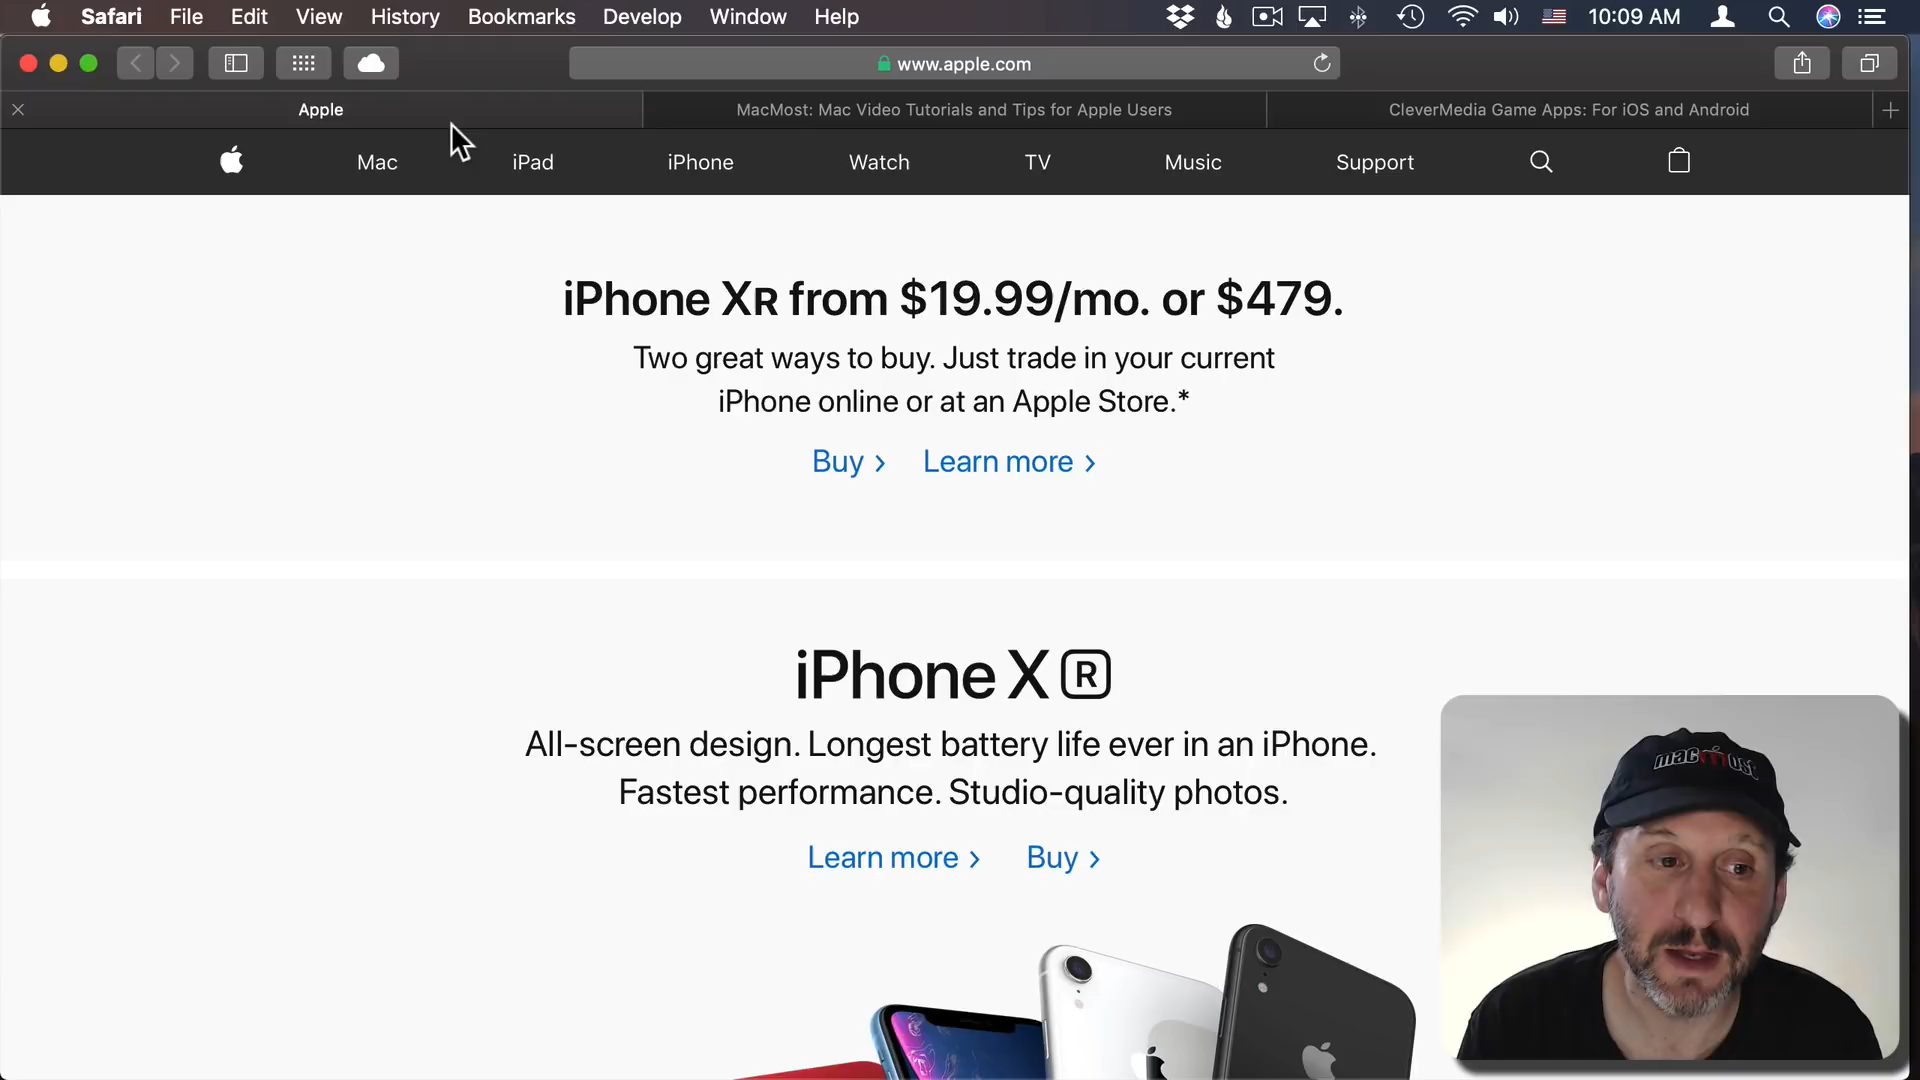 Safari File Edit View History Bookmarks Develop Window Help 10:09 AM
www.apple.com
Apple MacMost: Mac Video Tutorials and Tips for Apple Users CleverMedia Game Apps: For iOS and Android
Mac iPad iPhone Watch TV Music Support
iPhone XR from $19.99/mo. or $479.
Two great ways to buy. Just trade in your current
iPhone online or at an Apple Store.*
Buy > Learn more >
iPhone XR
All-screen design. Longest battery life ever in an iPhone.
Fastest performance. Studio-quality photos.
Learn more > Buy >
macmost